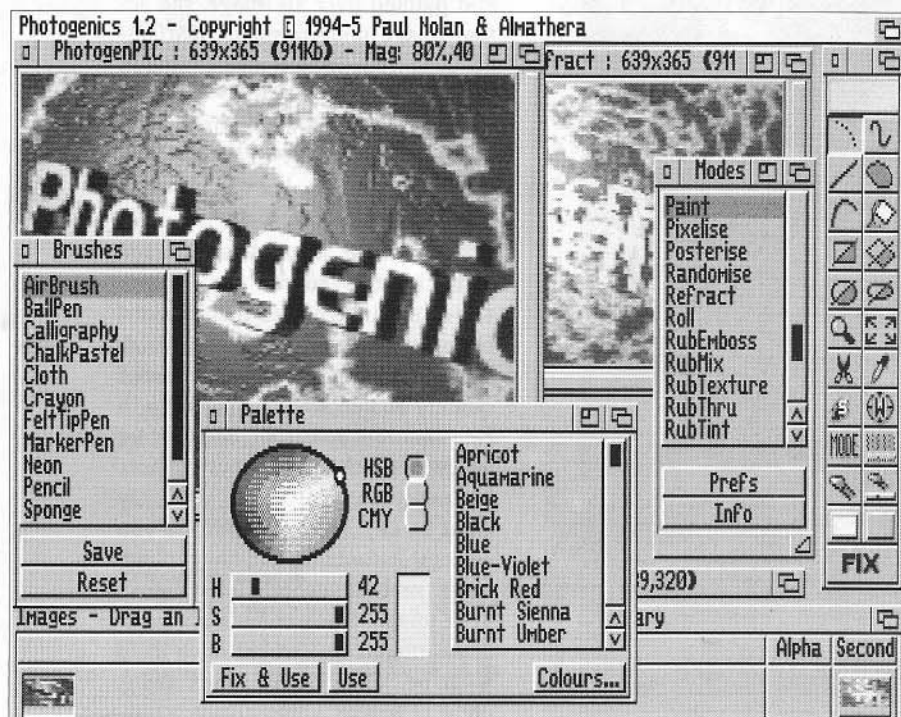 Photogenics 1.2 - Copyright © 1994-5 Paul Nolan & Almathera
PhotogenPIC : 639x365 (911Kb) - Mag: 80%,40
fract : 639x365 (911
Photogenic
Brushes
AirBrush
BallPen
Calligraphy
ChalkPastel
Cloth
Crayon
FeltTipPen
MarkerPen
Neon
Pencil
Sponge
Save
Reset
Modes
Paint
Pixelise
Posterise
Randomise
Refract
Roll
RubEmboss
RubMix
RubTexture
RubThru
RubTint
Prefs
Info
MODE
FIX
Palette
HSB
RGB
CMY
H 42
S 255
B 255
Apricot
Aquamarine
Beige
Black
Blue
Blue-Violet
Brick Red
Burnt Sienna
Burnt Umber
Fix & Use
Use
Colours...
9,320)
Images - Drag an
ary
Alpha
Second